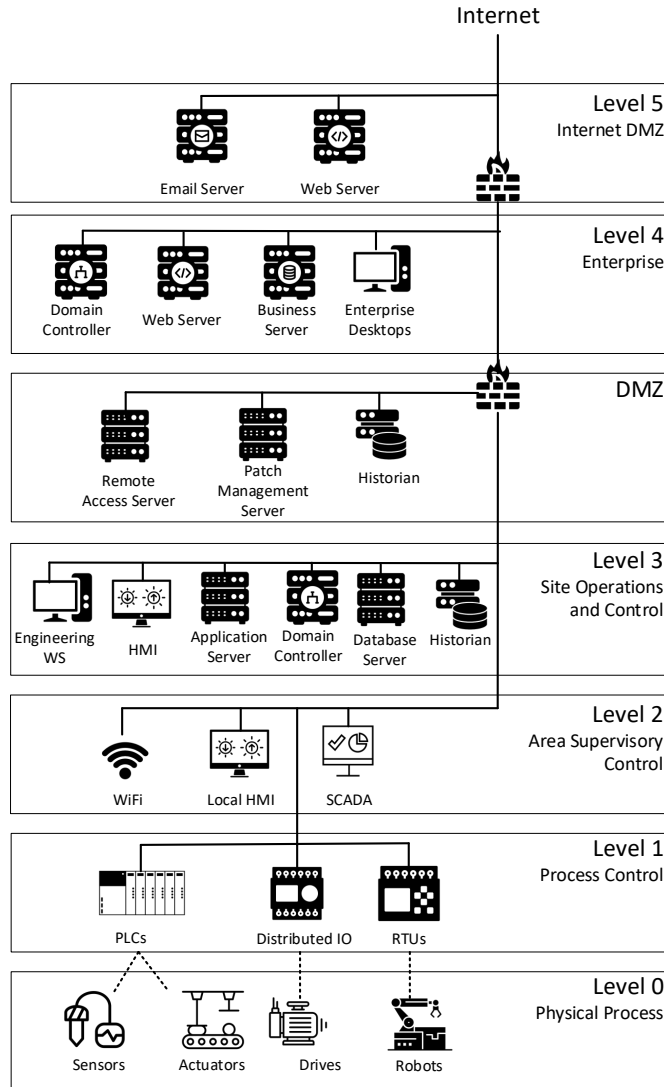 Internet
Level 5
Internet DMZ
Email Server
Web Server
Level 4
Enterprise
Domain
Controller
Web Server
Business
Server
Enterprise
Desktops
DMZ
Remote
Access Server
Patch
Management
Server
Historian
Level 3
Site Operations
and Control
Engineering
WS
HMI
Application
Server
Domain
Controller
Database
Server
Historian
Level 2
Area Supervisory
Control
WiFi
Local HMI
SCADA
Level 1
Process Control
PLCs
Distributed IO
RTUs
Level 0
Physical Process
Sensors
Actuators
Drives
Robots